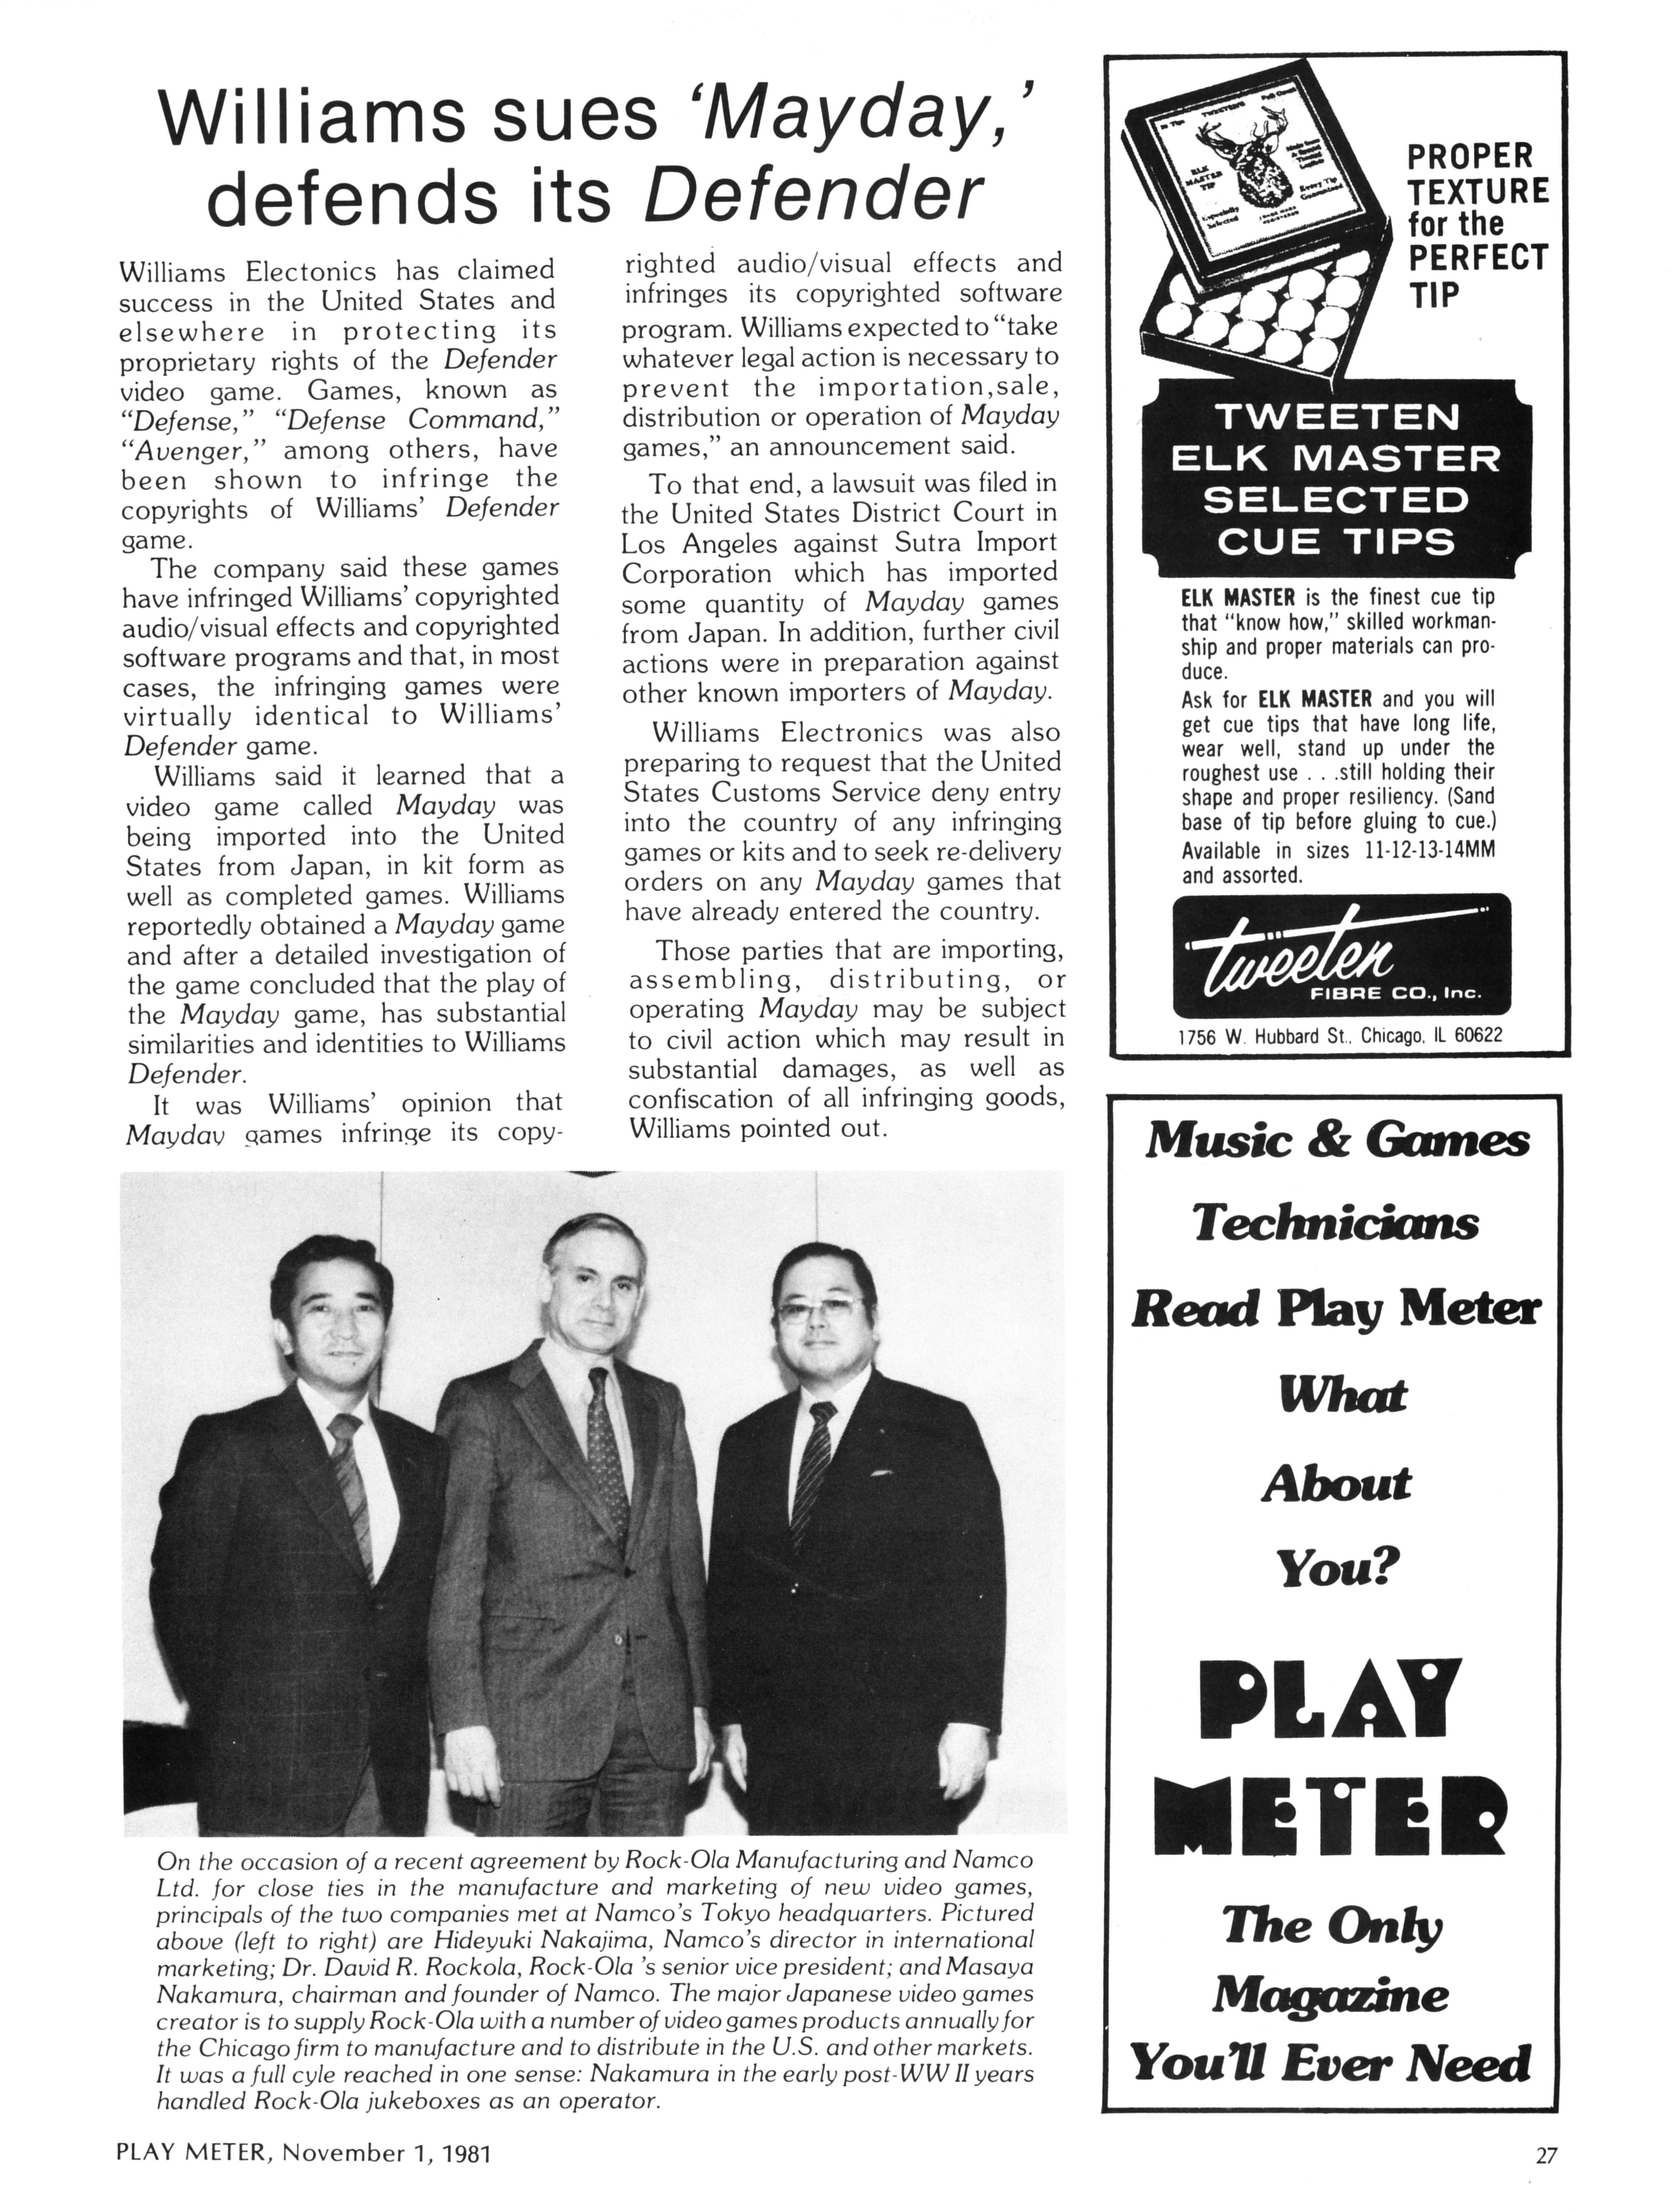 Williams sues ‘Mayday,’
defends its Defender
Williams Electonics has claimed
success in the United States and
elsewhere in protecting its
proprietary rights of the Defender
video game. Games, known as
“Defense,” “Defense Command,”
“Avenger,” among others, have
been shown to infringe the
copyrights of Williams’ Defender
game.
The company said these games
have infringed Williams’ copyrighted
audio/visual effects and copyrighted
software programs and that, in most
cases, the infringing games were
virtually identical to Williams’
Defender game.
Williams said it learned that a
video game called Mayday was
being imported into the United
States from Japan, in kit form as
well as completed games. Williams
reportedly obtained a Mayday game
and after a detailed investigation of
the game concluded that the play of
the Mayday game, has substantial
similarities and identities to Williams
Defender.
It was Williams’ opinion that
Mayday games infringe its copy-
righted audio/visual effects and
infringes its copyrighted software
program. Williams expected to “take
whatever legal action is necessary to
prevent the importation,sale,
distribution or operation of Mayday
games,” an announcement said.
To that end, a lawsuit was filed in
the United States District Court in
Los Angeles against Sutra Import
Corporation which has imported
some quantity of Mayday games
from Japan. In addition, further civil
actions were in preparation against
other known importers of Mayday.
Williams Electronics was also
preparing to request that the United
States Customs Service deny entry
into the country of any infringing
games or kits and to seek re-delivery
orders on any Mayday games that
have already entered the country.
Those parties that are importing,
assembling, distributing, or
operating Mayday may be subject
to civil action which may result in
substantial damages, as well as
confiscation of all infringing goods,
Williams pointed out.
On the occasion of a recent agreement by Rock-Ola Manufacturing and Namco
Ltd. for close ties in the manufacture and marketing of new video games,
principals of the two companies met at Namco’s Tokyo headquarters. Pictured
above (left to right) are Hideyuki Nakajima, Namco’s director in international
marketing; Dr. David R. Rockola, Rock-Ola ’s senior vice president; and Masaya
Nakamura, chairman and founder of Namco. The major Japanese video games
creator is to supply Rock-Ola with a number of video games products annually for
the Chicago firm to manufacture and to distribute in the U.S. and other markets.
It was a full cyle reached in one sense: Nakamura in the early post-WW II years
handled Rock-Ola jukeboxes as an operator.
TWEETEN'S
ELK
MASTER
TIP
Especially
Selected
Every Tip
Guaranteed
PROPER
TEXTURE
for the
PERFECT
TIP
TWEETEN
ELK MASTER
SELECTED
CUE TIPS
ELK MASTER is the finest cue tip
that “know how,” skilled workman-
ship and proper materials can pro-
duce.
Ask for ELK MASTER and you will
get cue tips that have long life,
wear well, stand up under the
roughest use . . .still holding their
shape and proper resiliency. (Sand
base of tip before gluing to cue.)
Available in sizes 11-12-13-14MM
and assorted.
tweeten
FIBRE CO., Inc.
1756 W. Hubbard St., Chicago, IL 60622
Music & Games
Technicians
Read Play Meter
What
About
You?
PLAY
METER
The Only
Magazine
You’ll Ever Need
PLAY METER, November 1, 1981
27